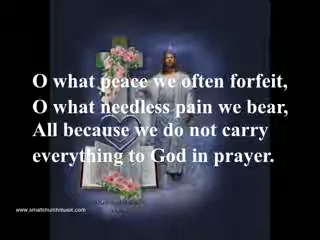 O what peace we often forfeit,
O what needless pain we bear,
All because we do not carry
everything to God in prayer.
www.smallchurchmusic.com